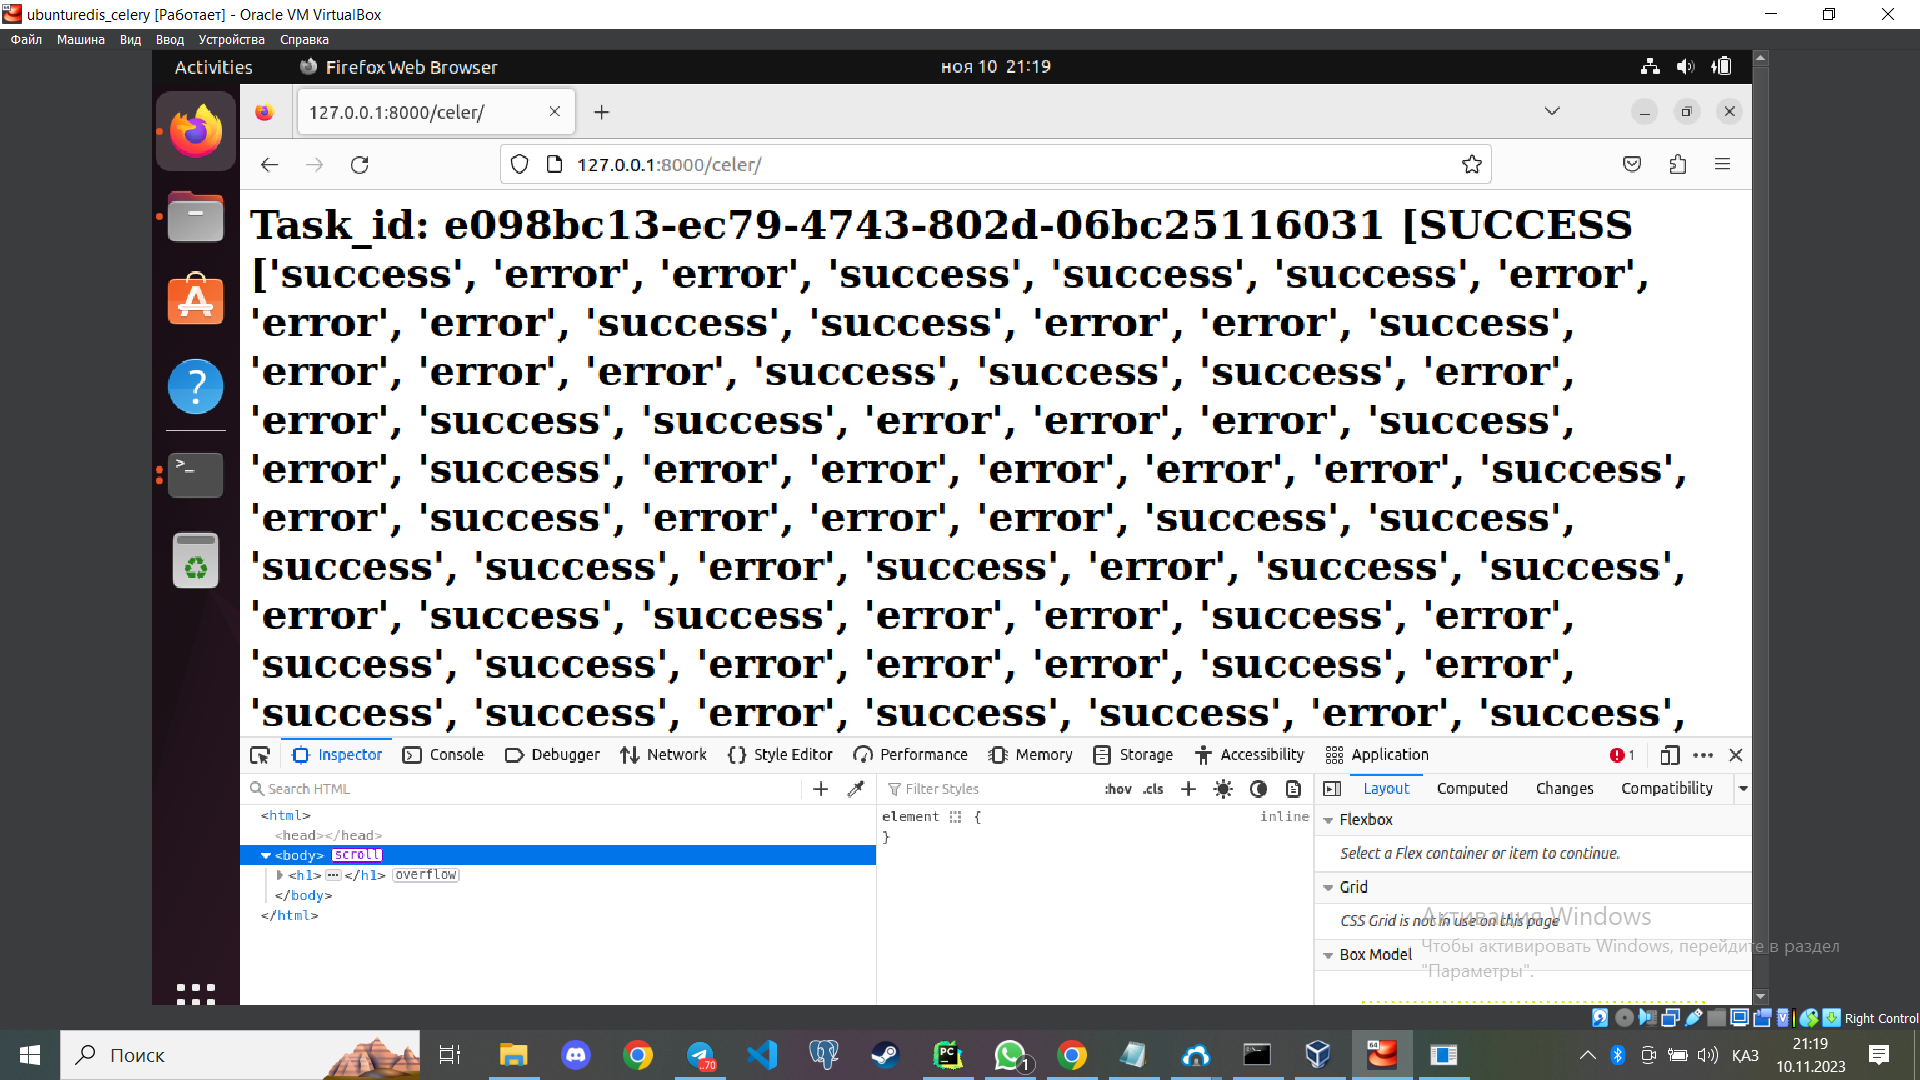 ubunturedis_celery [Работает] - Oracle VM VirtualBox
Файл Машина Вид Ввод Устройства Справка
Activities Firefox Web Browser ноя 10 21:19
127.0.0.1:8000/celer/
127.0.0.1:8000/celer/
Task_id: e098bc13-ec79-4743-802d-06bc25116031 [SUCCESS
['success', 'error', 'error', 'success', 'success', 'success', 'error',
'error', 'error', 'success', 'success', 'error', 'error', 'success',
'error', 'error', 'error', 'success', 'success', 'success', 'error',
'error', 'success', 'success', 'error', 'error', 'error', 'success',
'error', 'success', 'error', 'error', 'error', 'error', 'error', 'success',
'error', 'success', 'error', 'error', 'error', 'success', 'success',
'success', 'success', 'error', 'success', 'error', 'success', 'success',
'error', 'success', 'success', 'error', 'error', 'success', 'error',
'success', 'success', 'error', 'error', 'error', 'success', 'error',
'success', 'success', 'error', 'success', 'success', 'error', 'success',
Inspector Console Debugger Network Style Editor Performance Memory Storage Accessibility Application 1
Search HTML
Filter Styles :hov .cls
Layout Computed Changes Compatibility
<html>
<head></head>
<body> scroll
<h1> </h1> overflow
</body>
</html>
element { inline
}
Flexbox
Select a Flex container or item to continue.
Grid
CSS Grid is not in use on this page
Box Model
Активация Windows
Чтобы активировать Windows, перейдите в раздел
"Параметры".
Right Control
Поиск
PC
..70
1
ҚАЗ
21:19
10.11.2023